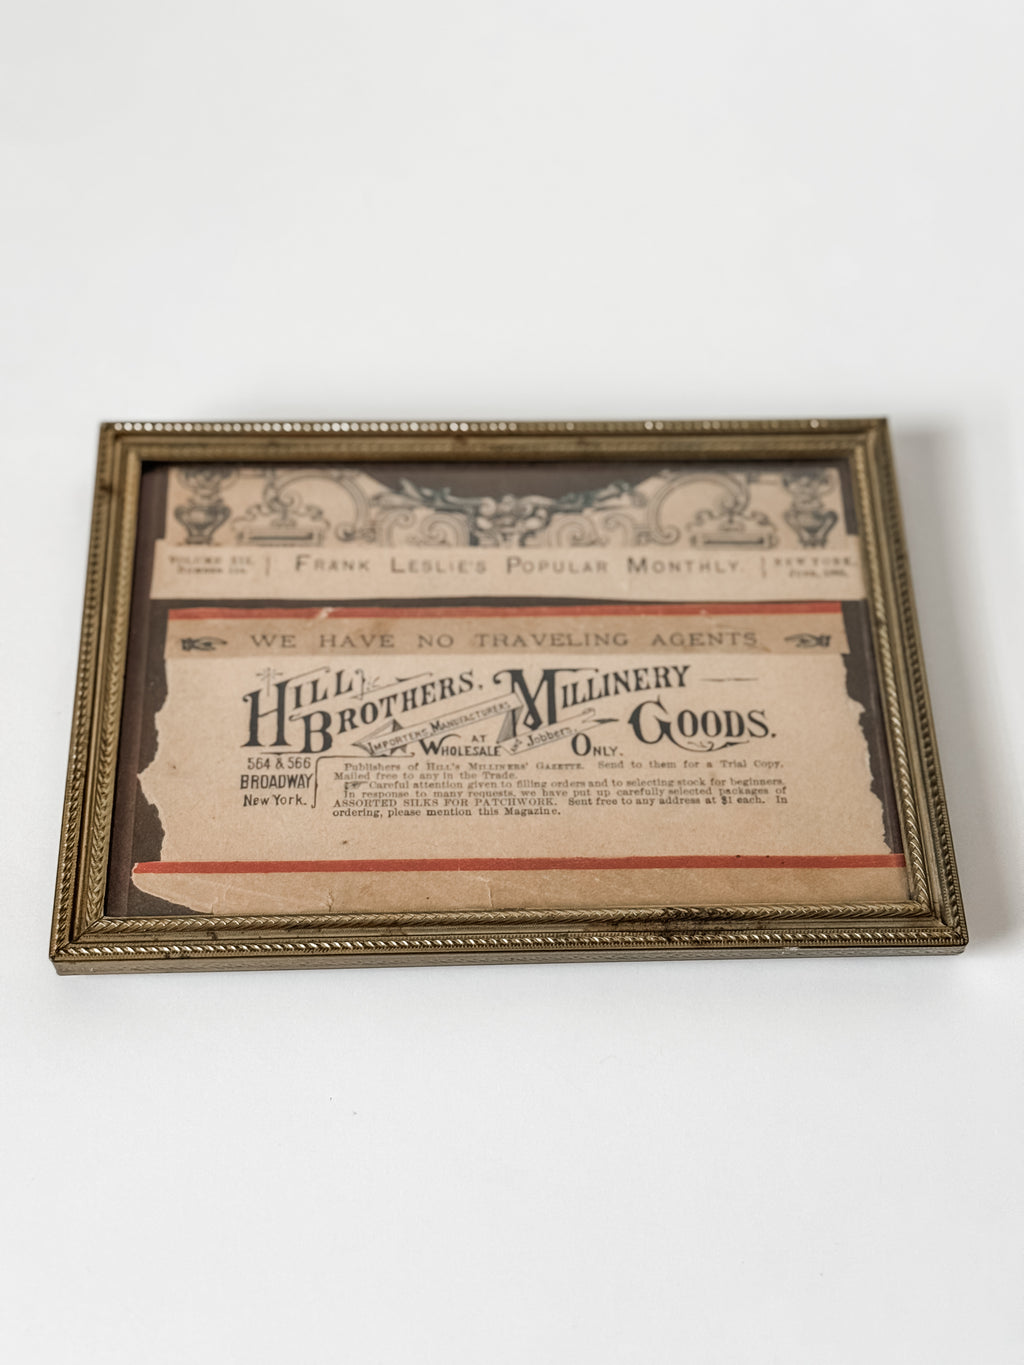 VOLUME XIX.
FRANK LESLIE'S POPULAR MONTHLY.
NEW YORK,
WE HAVE NO TRAVELING AGENTS
HILL BROTHERS, MILLINERY GOODS.
IMPORTERS, MANUFACTURERS and Jobbers.
AT WHOLESALE ONLY.
564 & 566
BROADWAY
New York.
Publishers of HILL'S MILLINERS' GAZETTE. Send to them for a Trial Copy.
Mailed free to any in the Trade.
Careful attention given to filling orders and to selecting stock for beginners.
In response to many requests, we have put up carefully selected packages of
ASSORTED SILKS FOR PATCHWORK. Sent free to any address at $1 each. In
ordering, please mention this Magazine.